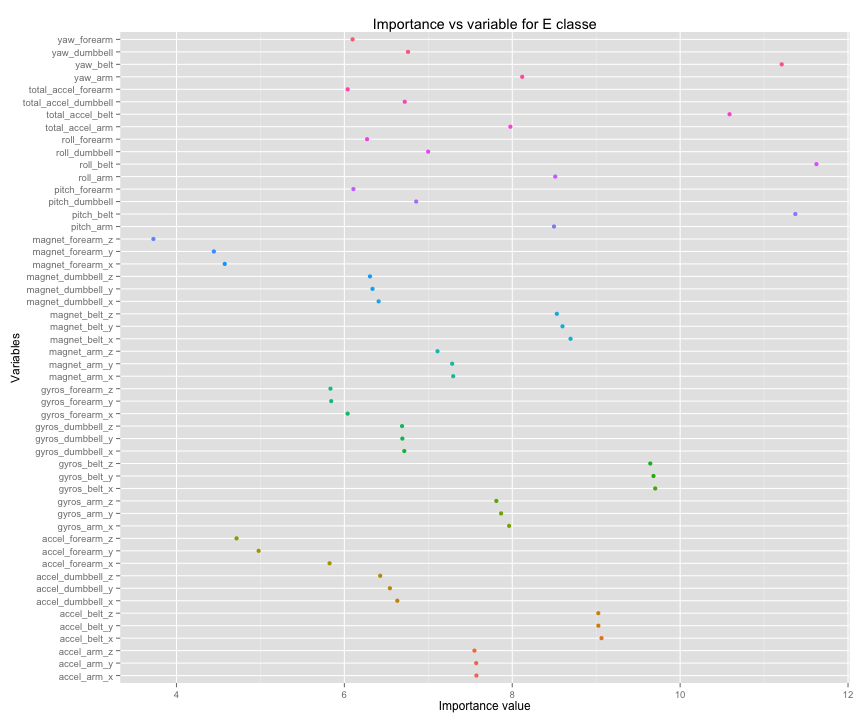 Importance vs variable for E classe
yaw_forearm
yaw_dumbbell
yaw_belt
yaw_arm
total_accel_forearm
total_accel_dumbbell
total_accel_belt
total_accel_arm
roll_forearm
roll_dumbbell
roll_belt
roll_arm
pitch_forearm
pitch_dumbbell
pitch_belt
pitch_arm
magnet_forearm_z
magnet_forearm_y
magnet_forearm_x
magnet_dumbbell_z
magnet_dumbbell_y
magnet_dumbbell_x
magnet_belt_z
magnet_belt_y
magnet_belt_x
magnet_arm_z
magnet_arm_y
magnet_arm_x
gyros_forearm_z
gyros_forearm_y
gyros_forearm_x
gyros_dumbbell_z
gyros_dumbbell_y
gyros_dumbbell_x
gyros_belt_z
gyros_belt_y
gyros_belt_x
gyros_arm_z
gyros_arm_y
gyros_arm_x
accel_forearm_z
accel_forearm_y
accel_forearm_x
accel_dumbbell_z
accel_dumbbell_y
accel_dumbbell_x
accel_belt_z
accel_belt_y
accel_belt_x
accel_arm_z
accel_arm_y
accel_arm_x
Variables
4 6 8 10 12
Importance value